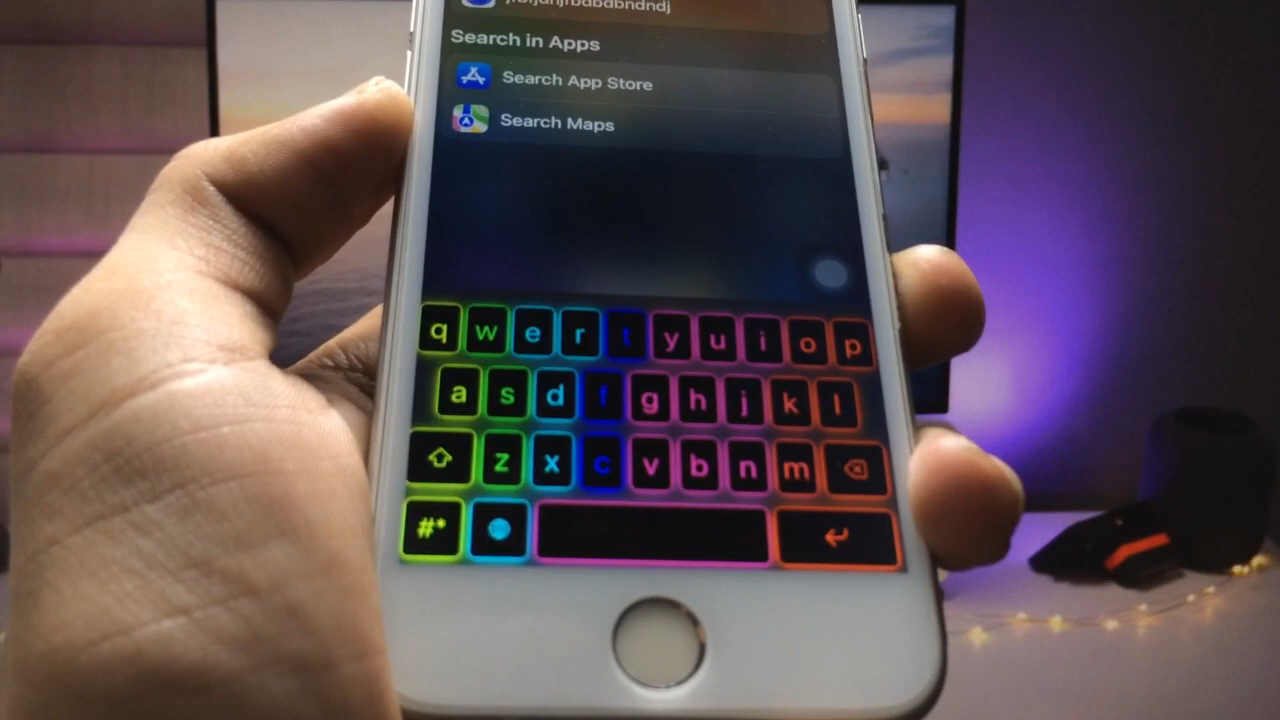 Search in Apps
Search App Store
Search Maps
q w e r t y u i o p
a s d f g h j k l
z x c v b n m
#*